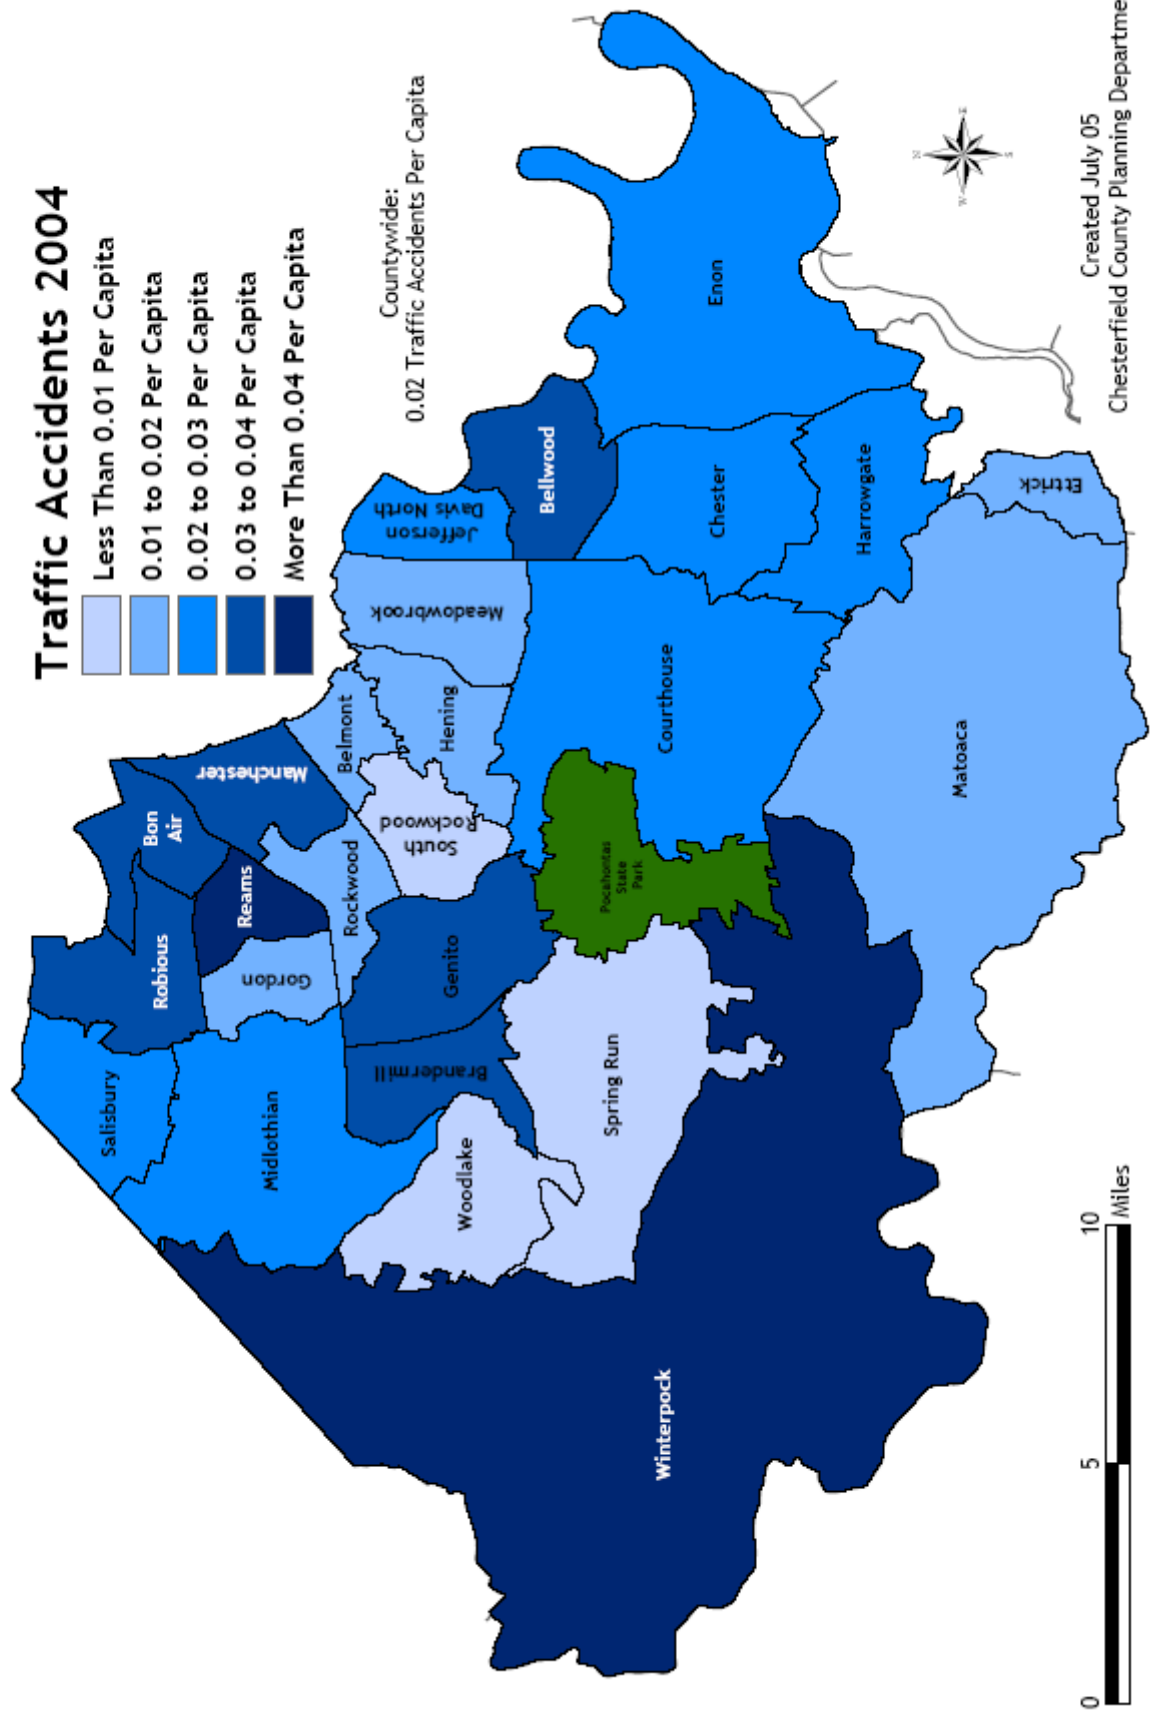 Traffic Accidents 2004
Less Than 0.01 Per Capita
0.01 to 0.02 Per Capita
0.02 to 0.03 Per Capita
0.03 to 0.04 Per Capita
More Than 0.04 Per Capita
Countywide:
0.02 Traffic Accidents Per Capita
Salisbury
Robious
Bon
Air
Manchester
Reams
Gordon
Midlothian
Rockwood
Belmont
Hening
Meadowbrook
Jefferson
Davis North
South
Rockwood
Genito
Brandermill
Woodlake
Bellwood
Spring Run
Pocahontas
State
Park
Courthouse
Chester
Enon
Harrowgate
Winterpock
Matoaca
Ettrick
N
W
E
S
0
5
10
Miles
Created July 05
Chesterfield County Planning Departme